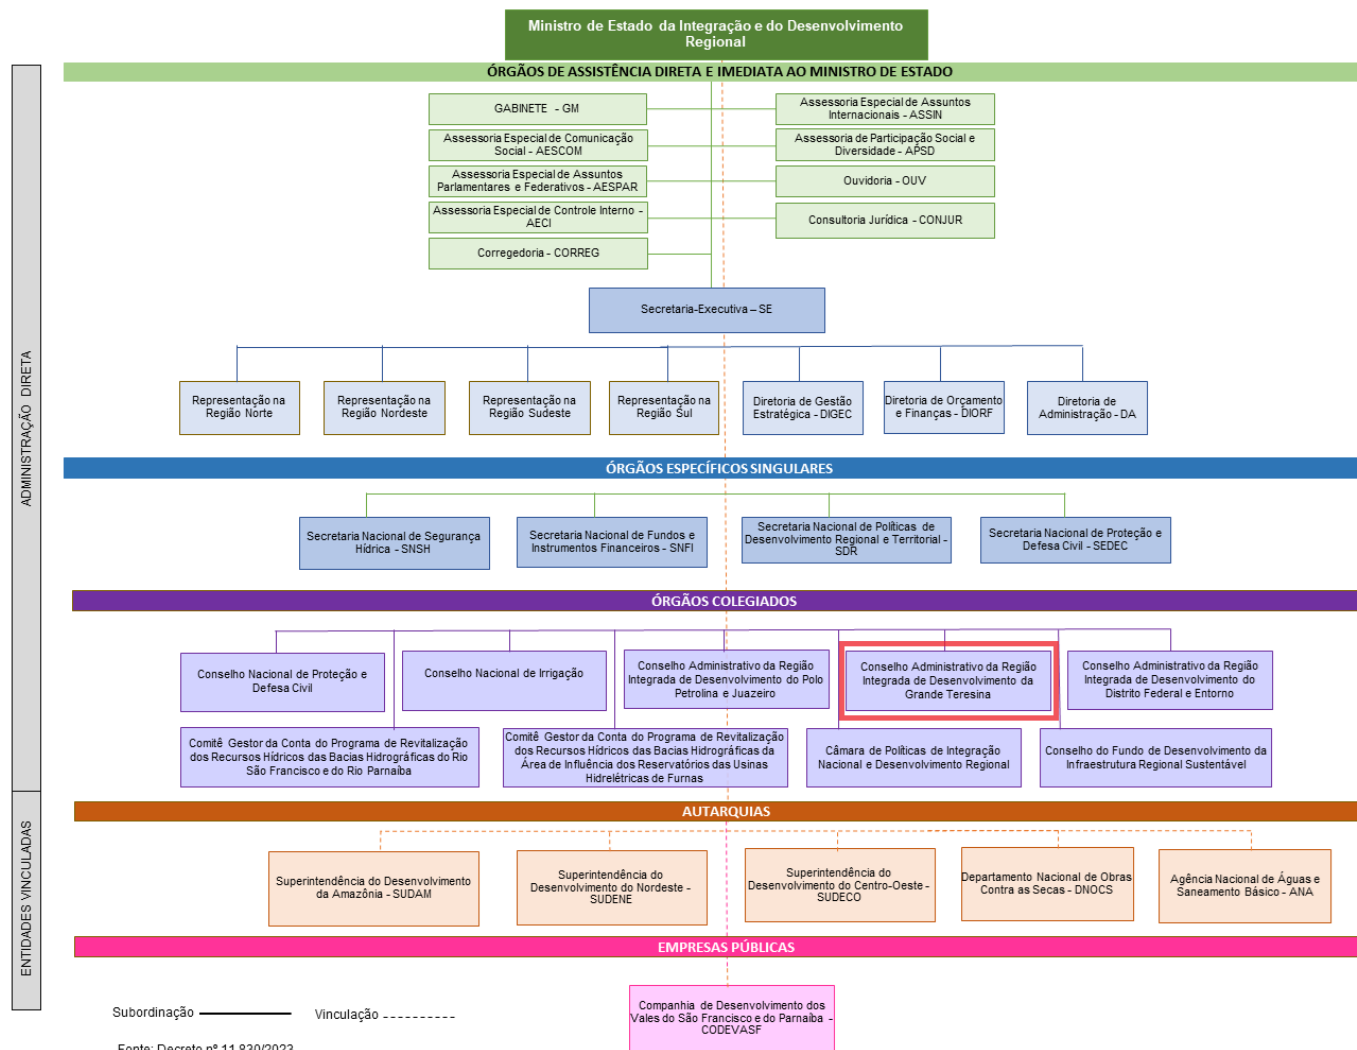 Ministro de Estado da Integração e do Desenvolvimento
Regional
ÓRGÃOS DE ASSISTÊNCIA DIRETA E IMEDIATA AO MINISTRO DE ESTADO
ADMINISTRAÇÃO DIRETA
GABINETE - GM
Assessoria Especial de Assuntos
Internacionais - ASSIN
Assessoria Especial de Comunicação
Social - AESCOM
Assessoria de Participação Social e
Diversidade - APSD
Assessoria Especial de Assuntos
Parlamentares e Federativos - AESPAR
Ouvidoria - OUV
Assessoria Especial de Controle Interno -
AECI
Consultoria Jurídica - CONJUR
Corregedoria - CORREG
Secretaria-Executiva – SE
Representação na
Região Norte
Representação na
Região Nordeste
Representação na
Região Sudeste
Representação na
Região Sul
Diretoria de Gestão
Estratégica - DIGEC
Diretoria de Orçamento
e Finanças - DIORF
Diretoria de
Administração - DA
ÓRGÃOS ESPECÍFICOS SINGULARES
Secretaria Nacional de Segurança
Hídrica - SNSH
Secretaria Nacional de Fundos e
Instrumentos Financeiros - SNFI
Secretaria Nacional de Políticas de
Desenvolvimento Regional e Territorial -
SDR
Secretaria Nacional de Proteção e
Defesa Civil - SEDEC
ÓRGÃOS COLEGIADOS
Conselho Nacional de Proteção e
Defesa Civil
Conselho Nacional de Irrigação
Conselho Administrativo da Região
Integrada de Desenvolvimento do Polo
Petrolina e Juazeiro
Conselho Administrativo da Região
Integrada de Desenvolvimento da
Grande Teresina
Conselho Administrativo da Região
Integrada de Desenvolvimento do
Distrito Federal e Entorno
Comitê Gestor da Conta do Programa de Revitalização
dos Recursos Hídricos das Bacias Hidrográficas do Rio
São Francisco e do Rio Parnaíba
Comitê Gestor da Conta do Programa de Revitalização
dos Recursos Hídricos das Bacias Hidrográficas da
Área de Influência dos Reservatórios das Usinas
Hidrelétricas de Furnas
Câmara de Políticas de Integração
Nacional e Desenvolvimento Regional
Conselho do Fundo de Desenvolvimento da
Infraestrutura Regional Sustentável
ENTIDADES VINCULADAS
AUTARQUIAS
Superintendência do Desenvolvimento
da Amazônia - SUDAM
Superintendência do
Desenvolvimento do Nordeste -
SUDENE
Superintendência do
Desenvolvimento do Centro-Oeste -
SUDECO
Departamento Nacional de Obras
Contra as Secas - DNOCS
Agência Nacional de Águas e
Saneamento Básico - ANA
EMPRESAS PÚBLICAS
Companhia de Desenvolvimento dos
Vales do São Francisco e do Parnaíba -
CODEVASF
Subordinação
Vinculação
Fonte: Decreto nº 11.830/2023